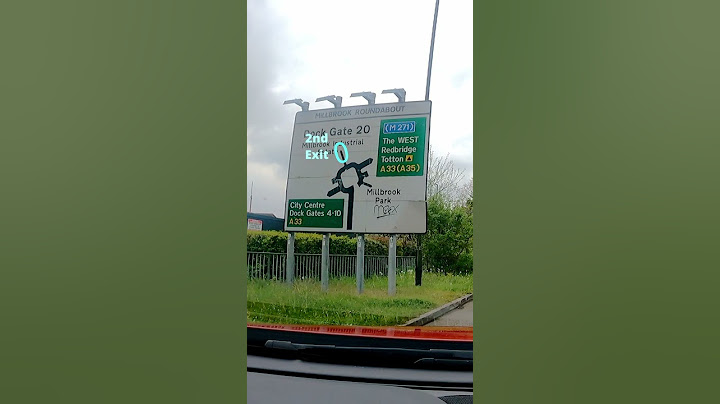 MILLBROOK ROUNDABOUT
Dock Gate 20
Millbrook Industrial
2nd
Exit
(M 271)
The WEST
Redbridge
Totton
A33 (A35)
Millbrook
Park
City Centre
Dock Gates 4-10
A33